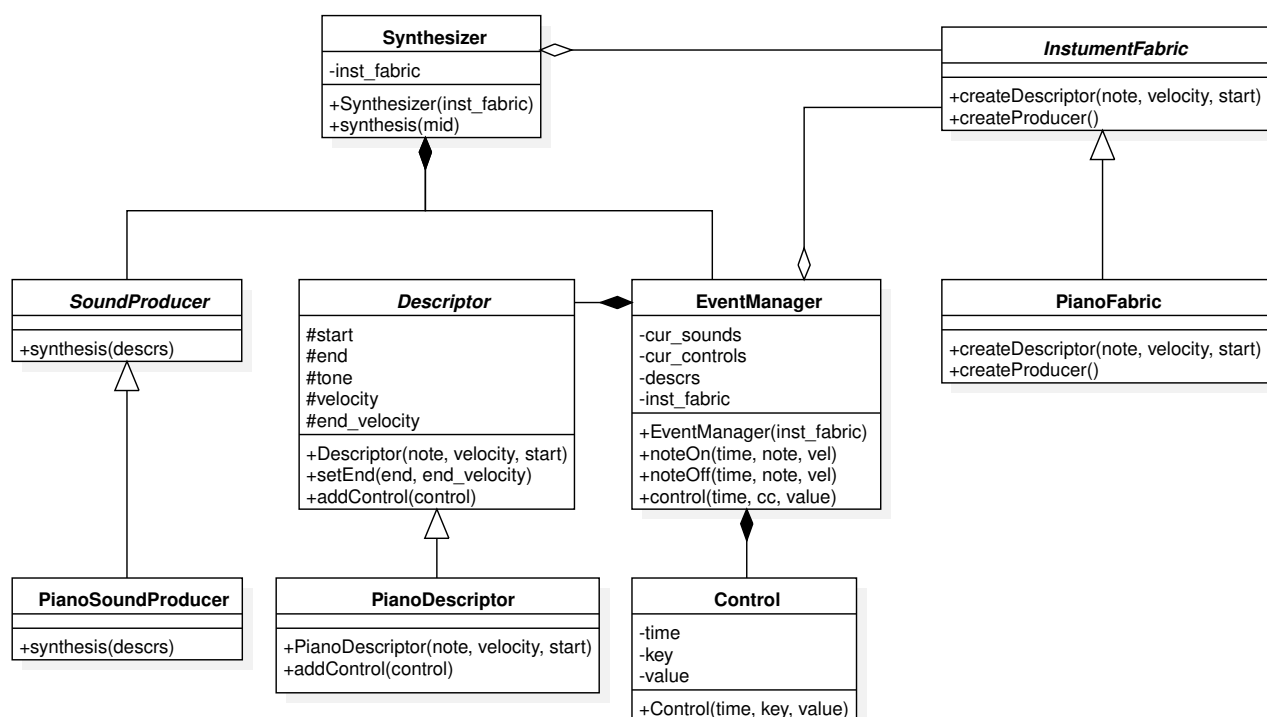 Synthesizer
-inst_fabric
+Synthesizer(inst_fabric)
+synthesis(mid)
InstumentFabric
+createDescriptor(note, velocity, start)
+createProducer()
SoundProducer
+synthesis(descrs)
Descriptor
#start
#end
#tone
#velocity
#end_velocity
+Descriptor(note, velocity, start)
+setEnd(end, end_velocity)
+addControl(control)
EventManager
-cur_sounds
-cur_controls
-descrs
-inst_fabric
+EventManager(inst_fabric)
+noteOn(time, note, vel)
+noteOff(time, note, vel)
+control(time, cc, value)
PianoFabric
+createDescriptor(note, velocity, start)
+createProducer()
PianoSoundProducer
+synthesis(descrs)
PianoDescriptor
+PianoDescriptor(note, velocity, start)
+addControl(control)
Control
-time
-key
-value
+Control(time, key, value)